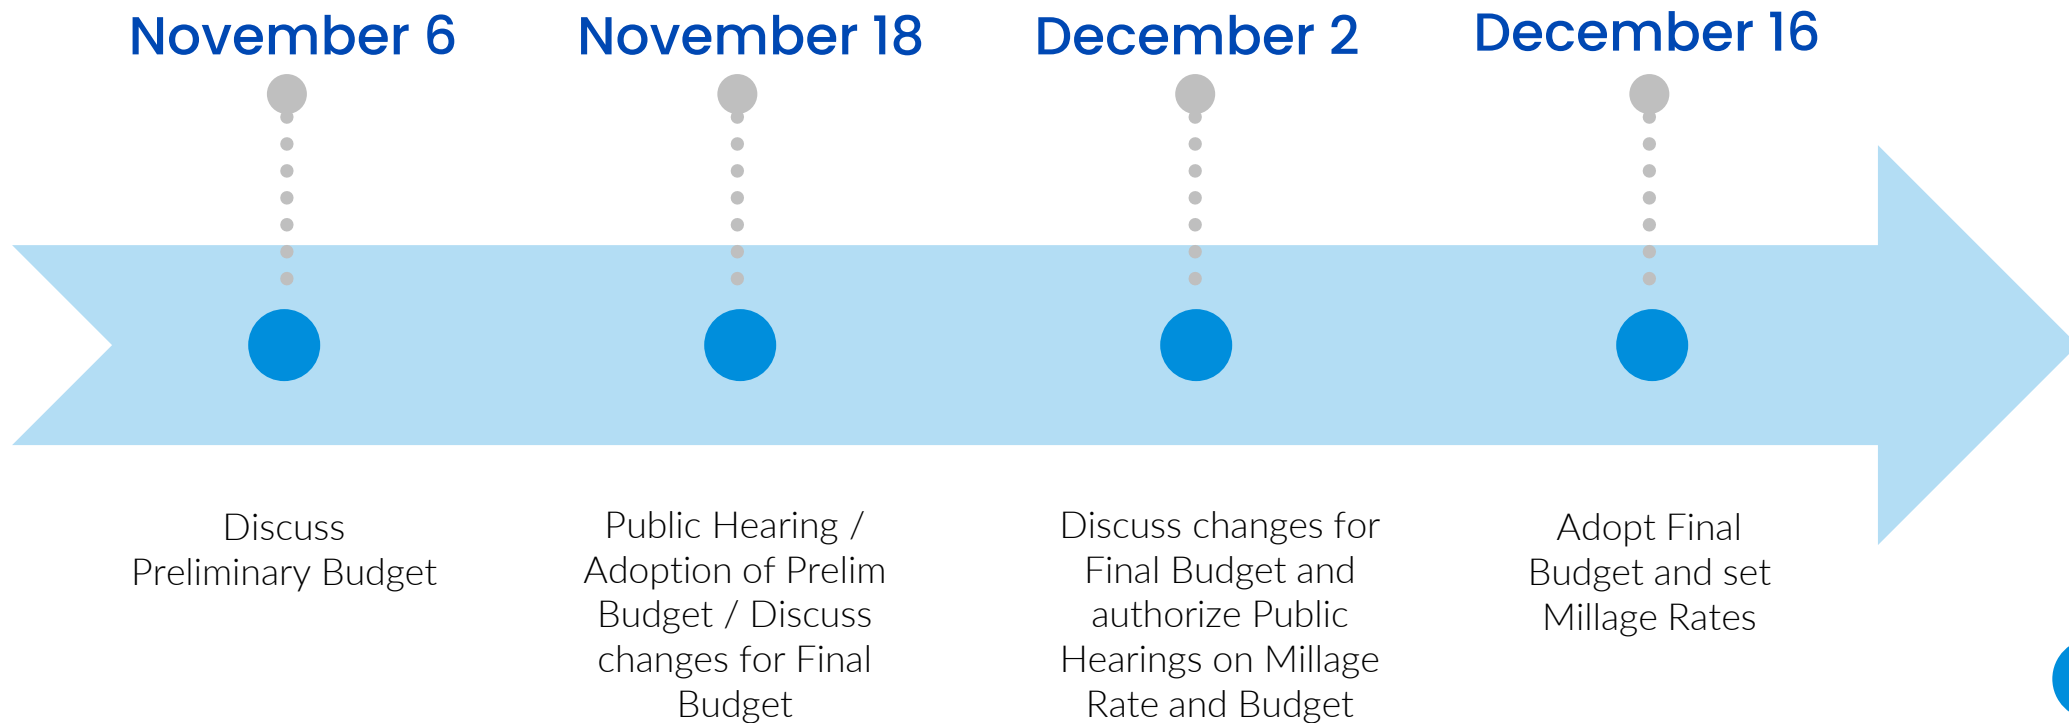 November 6
November 18
December 2
December 16
Discuss
Preliminary Budget
Public Hearing /
Adoption of Prelim
Budget / Discuss
changes for Final
Budget
Discuss changes for
Final Budget and
authorize Public
Hearings on Millage
Rate and Budget
Adopt Final
Budget and set
Millage Rates